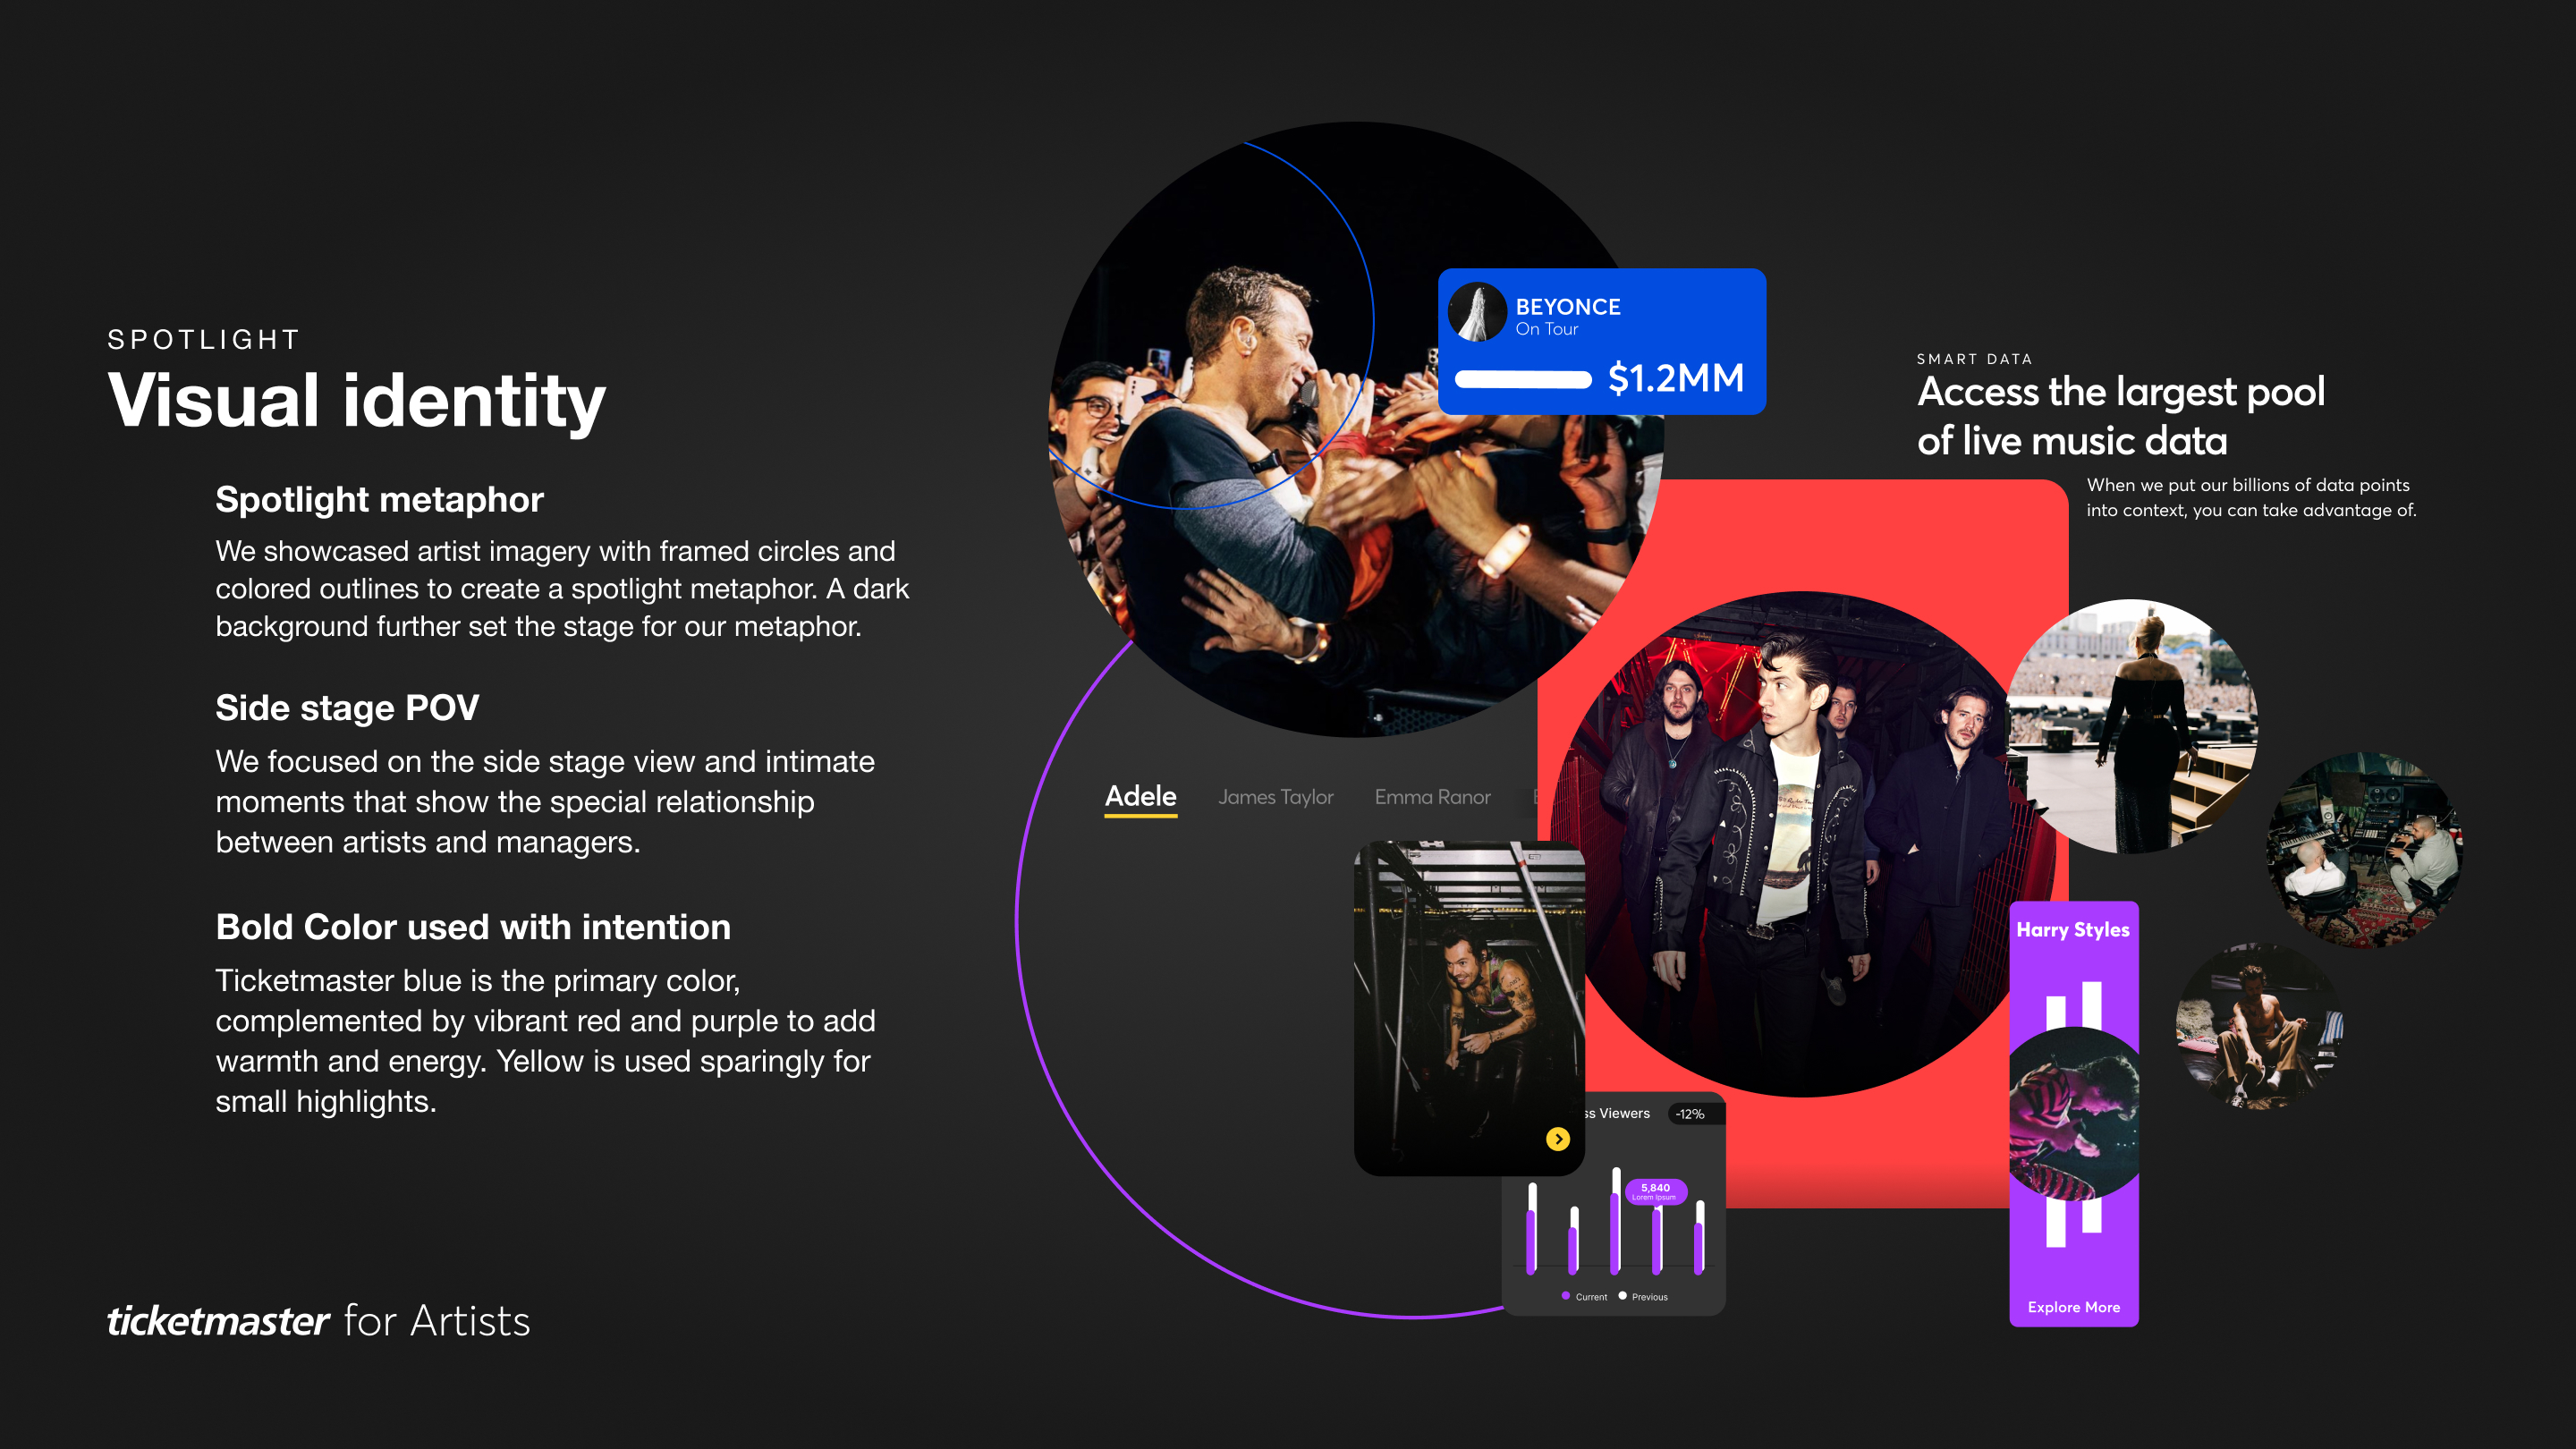 SPOTLIGHT
Visual identity
Spotlight metaphor
We showcased artist imagery with framed circles and
colored outlines to create a spotlight metaphor. A dark
background further set the stage for our metaphor.
Side stage POV
We focused on the side stage view and intimate
moments that show the special relationship
between artists and managers.
Bold Color used with intention
Ticketmaster blue is the primary color,
complemented by vibrant red and purple to add
warmth and energy. Yellow is used sparingly for
small highlights.
ticketmaster for Artists
BEYONCE
On Tour
$1.2MM
SMART DATA
Access the largest pool
of live music data
When we put our billions of data points
into context, you can take advantage of.
Adele James Taylor Emma Ranor
Viewers -12%
5,840
Lorem Ipsum
Current Previous
Harry Styles
Explore More